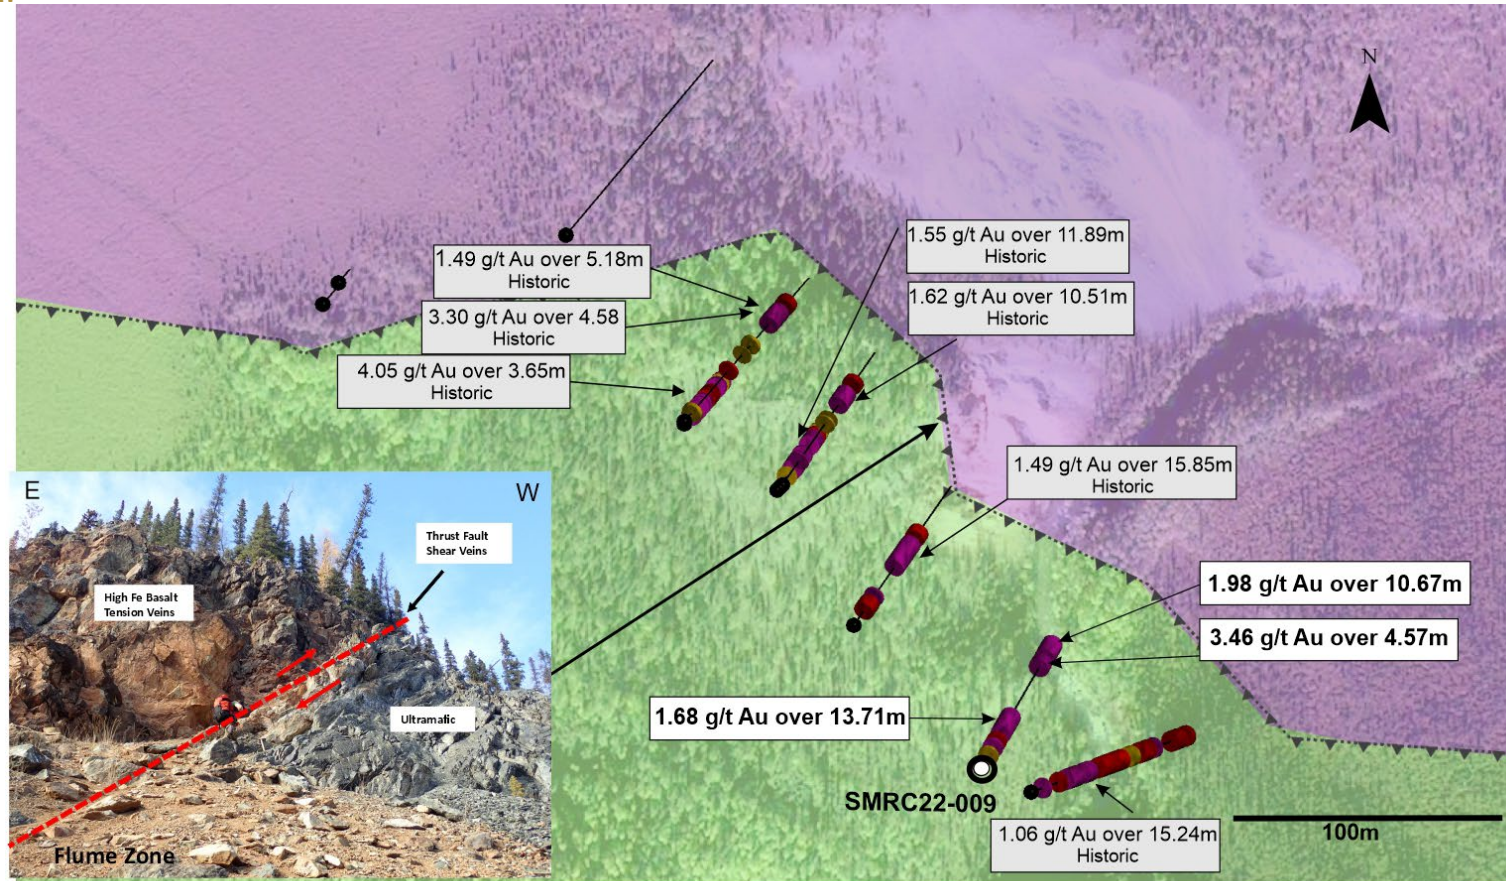 N
1.55 g/t Au over 11.89m
Historic
1.49 g/t Au over 5.18m
Historic
1.62 g/t Au over 10.51m
Historic
3.30 g/t Au over 4.58
Historic
4.05 g/t Au over 3.65m
Historic
1.49 g/t Au over 15.85m
Historic
E
W
Thrust Fault
Shear Veins
High Fe Basalt
Tension Veins
Ultramatic
Flume Zone
1.98 g/t Au over 10.67m
3.46 g/t Au over 4.57m
1.68 g/t Au over 13.71m
SMRC22-009
1.06 g/t Au over 15.24m
Historic
100m